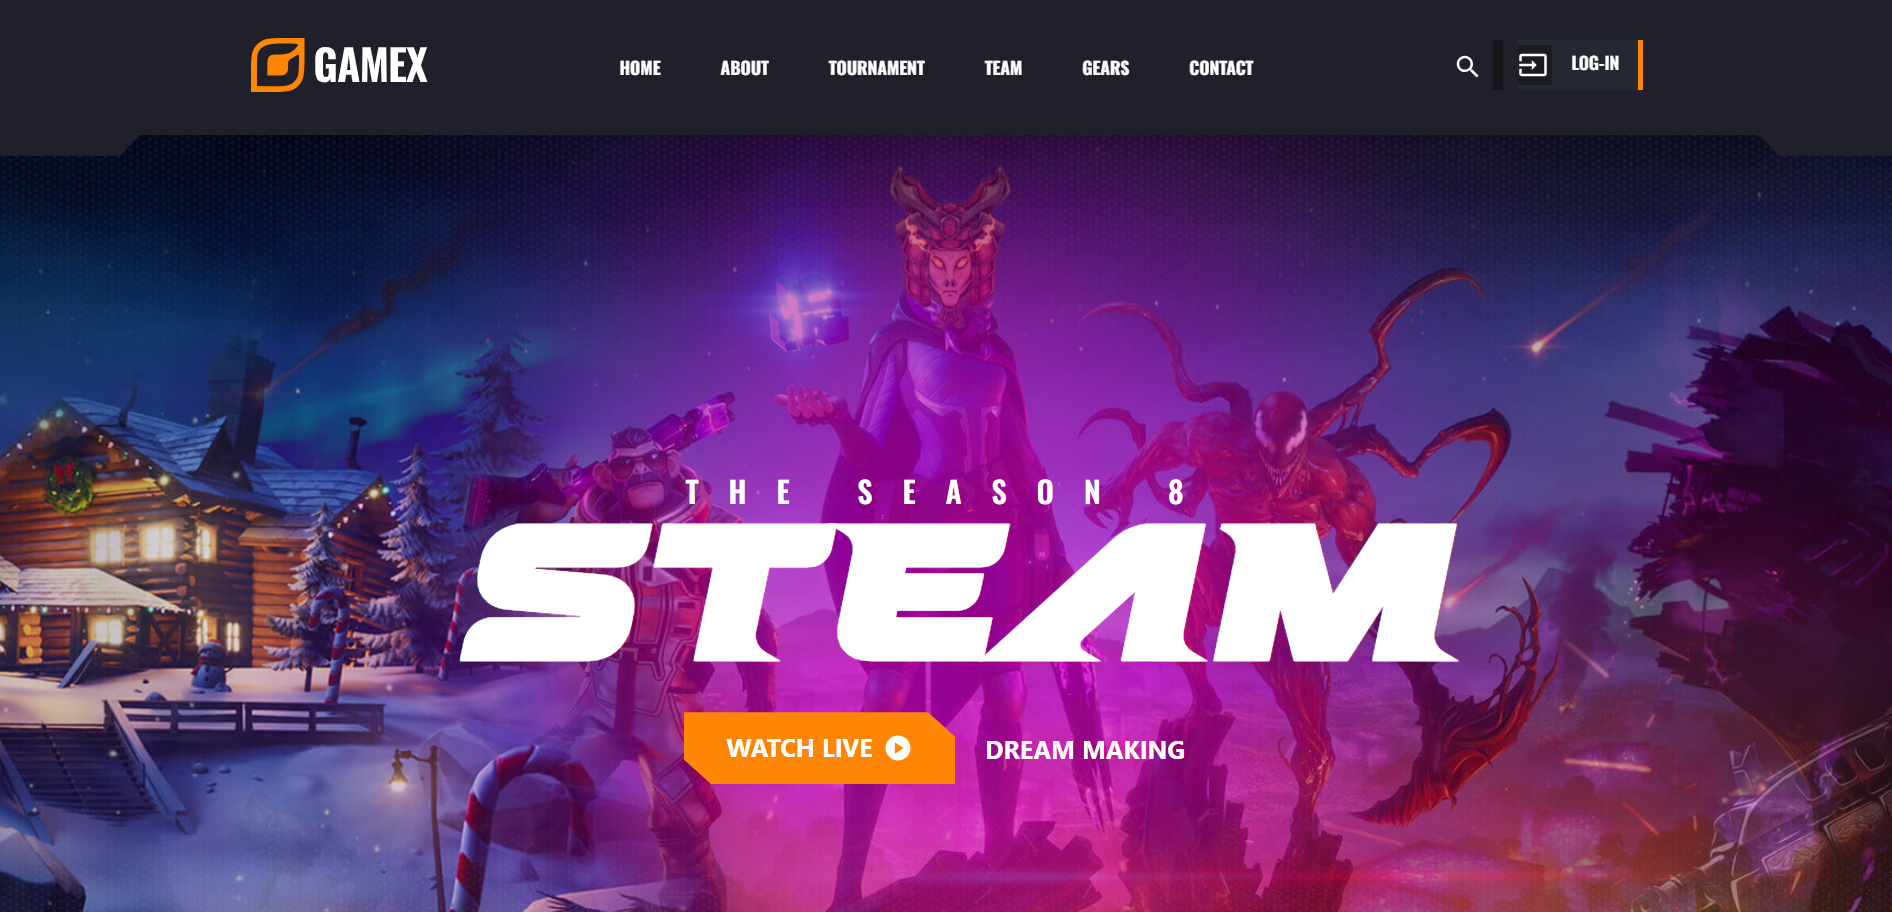 GAMEX
HOME ABOUT TOURNAMENT TEAM GEARS CONTACT
LOG-IN
THE SEASON 8
STEAM
WATCH LIVE
DREAM MAKING